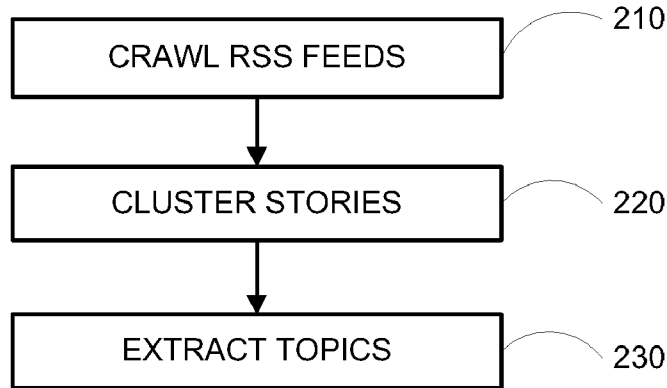 CRAWL RSS FEEDS
210
CLUSTER STORIES
220
EXTRACT TOPICS
230